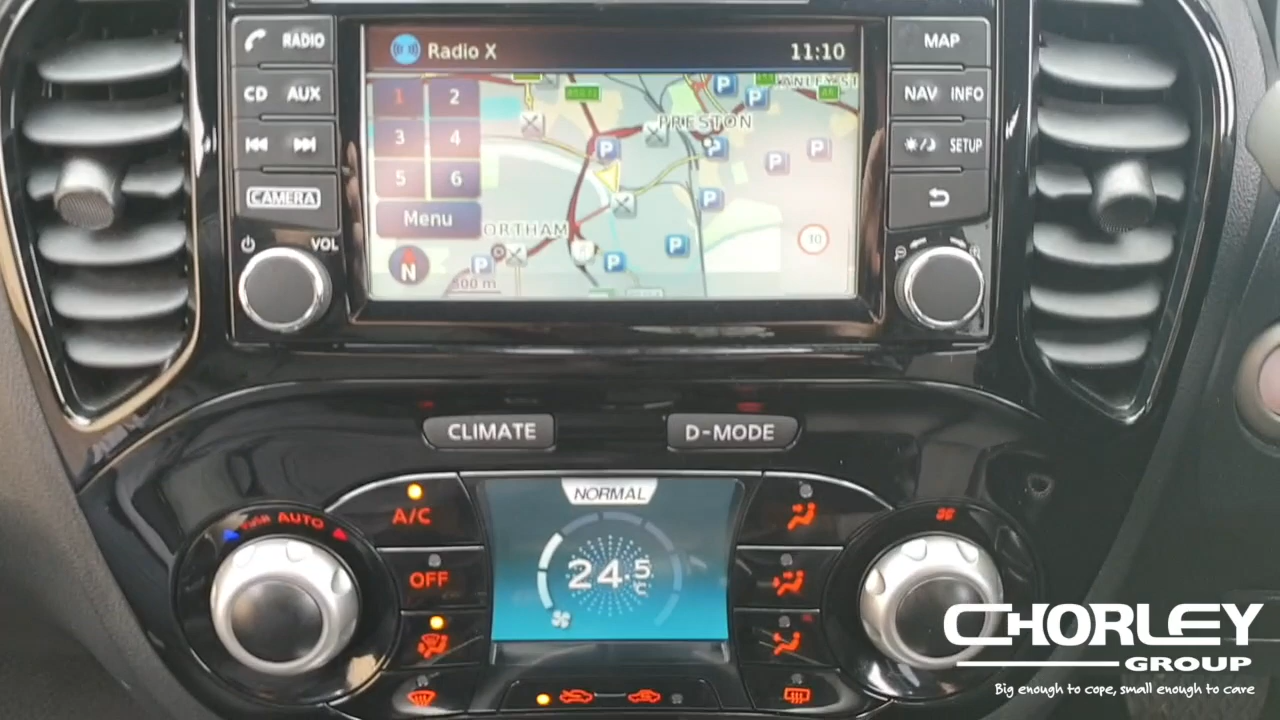 RADIO
CD AUX
CAMERA
VOL
Radio X 11:10
1 2
3 4
5 6
Menu
N
500 m
PRESTON
ORTHAM
P
P
P
P
P
P
P
P
P
P
30
MAP
NAV INFO
SETUP
CLIMATE
D-MODE
AUTO
A/C
OFF
NORMAL
24.5
CHORLEY
GROUP
Big enough to cope, small enough to care